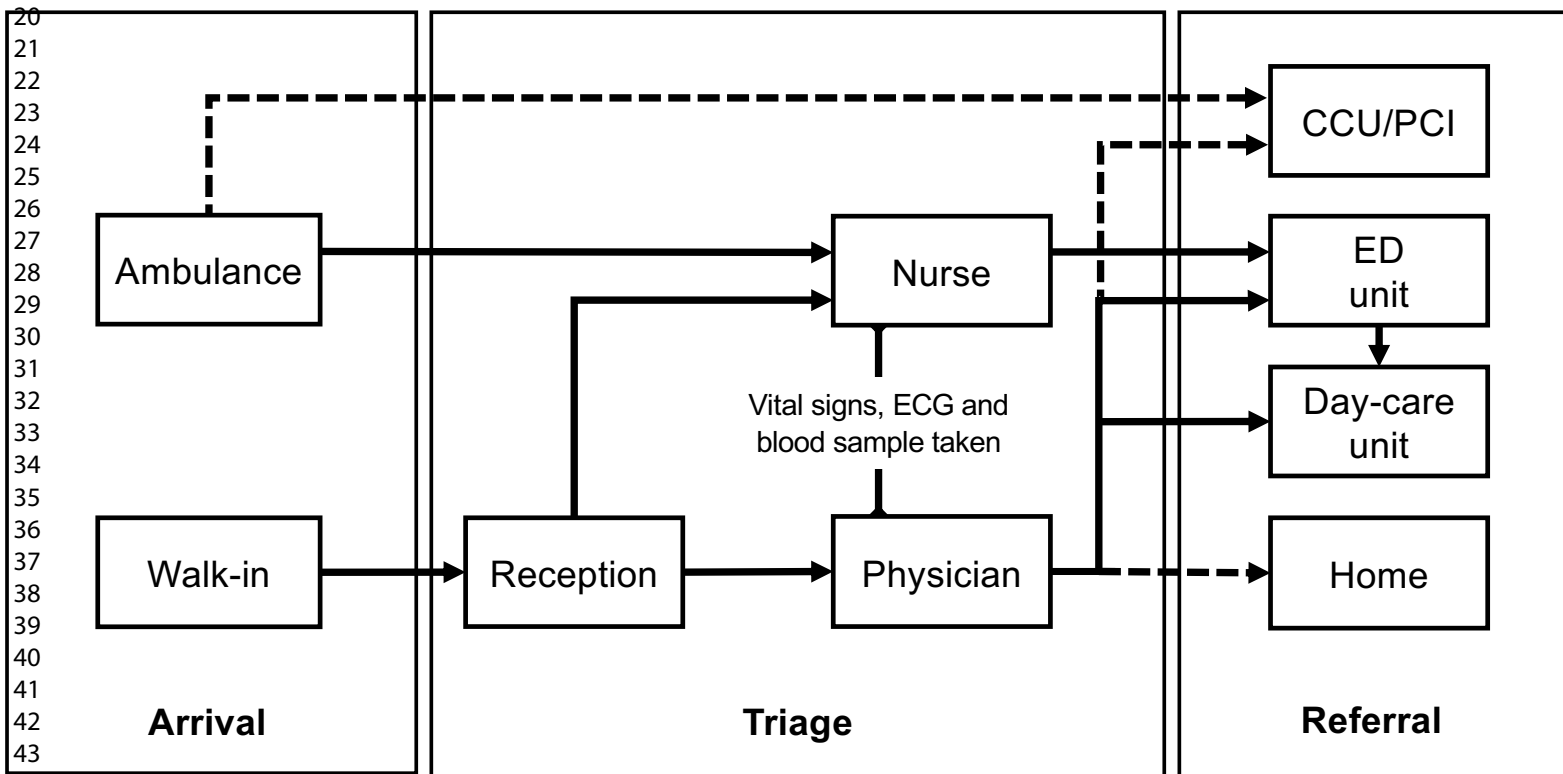 20
21
22
23
24
25
26
27
28
29
30
31
32
33
34
35
36
37
38
39
40
41
42
43
Ambulance
Walk-in
Arrival
Reception
Nurse
Vital signs, ECG and
blood sample taken
Physician
Triage
CCU/PCI
ED
unit
Day-care
unit
Home
Referral